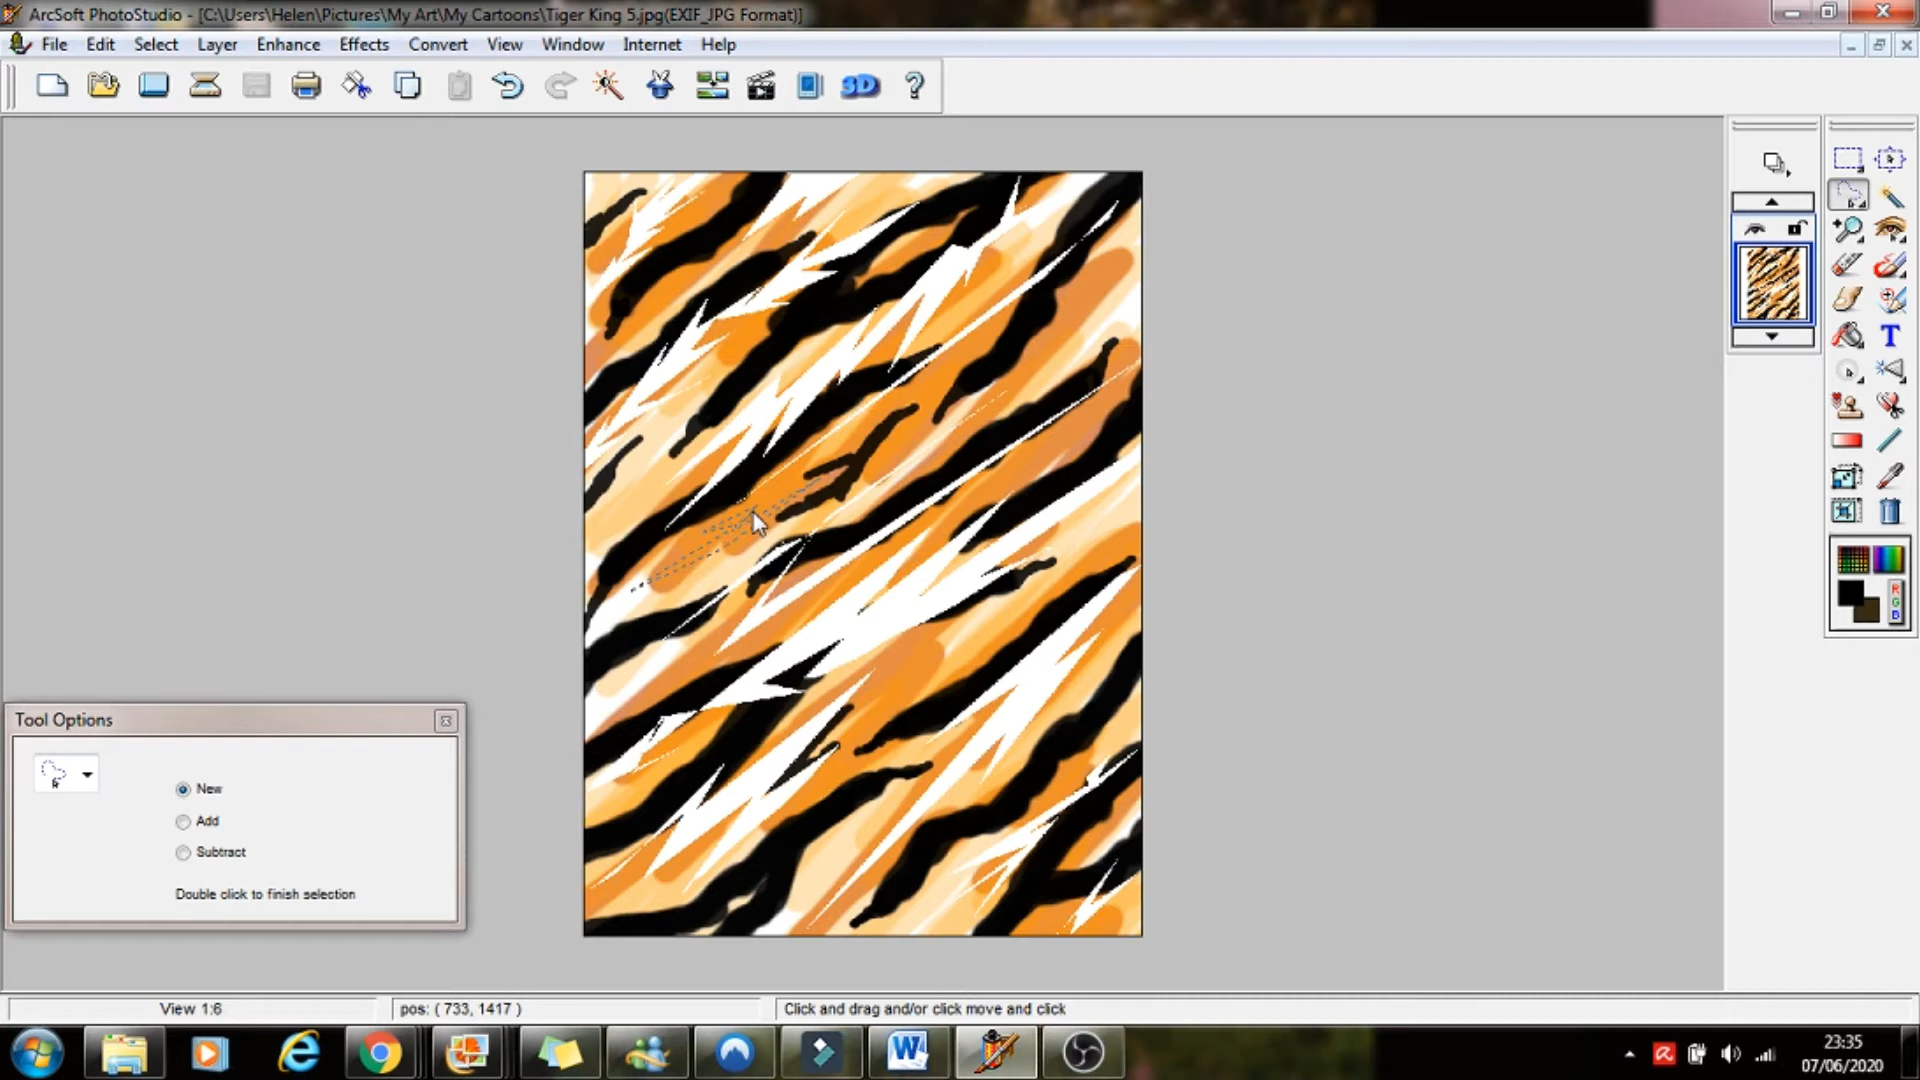 ArcSoft PhotoStudio - [C:\Users\Helen\Pictures\My Art\My Cartoons\Tiger King 5.jpg(EXIF_JPG Format)]
File Edit Select Layer Enhance Effects Convert View Window Internet Help
3D ?
T
R
G
B
Tool Options
New
Add
Subtract
Double click to finish selection
View 1:6 pos: ( 733, 1417 ) Click and drag and/or click move and click
W
23:35
07/06/2020